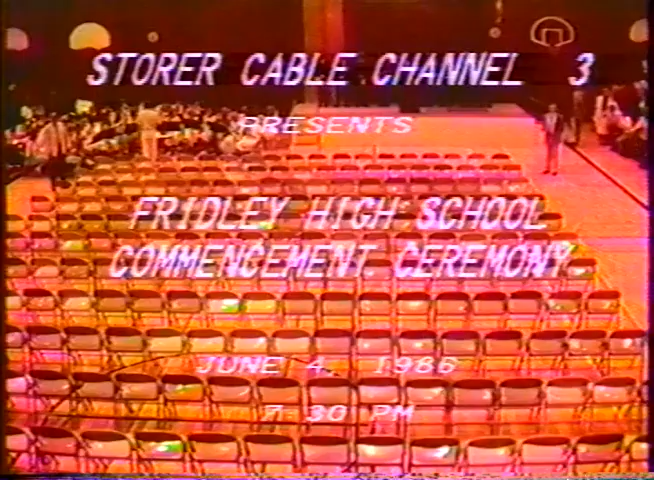 STORER CABLE CHANNEL 3
PRESENTS
FRIDLEY HIGH SCHOOL
COMMENCEMENT CEREMONY
JUNE 4, 1986
7:30 PM